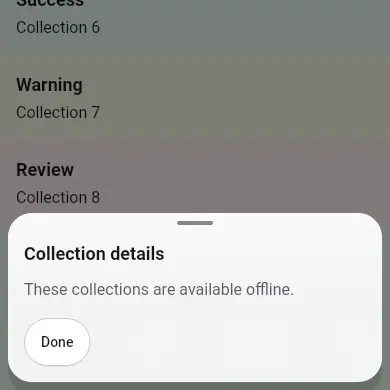 Success
Collection 6
Warning
Collection 7
Review
Collection 8
Collection details
These collections are available offline.
Done